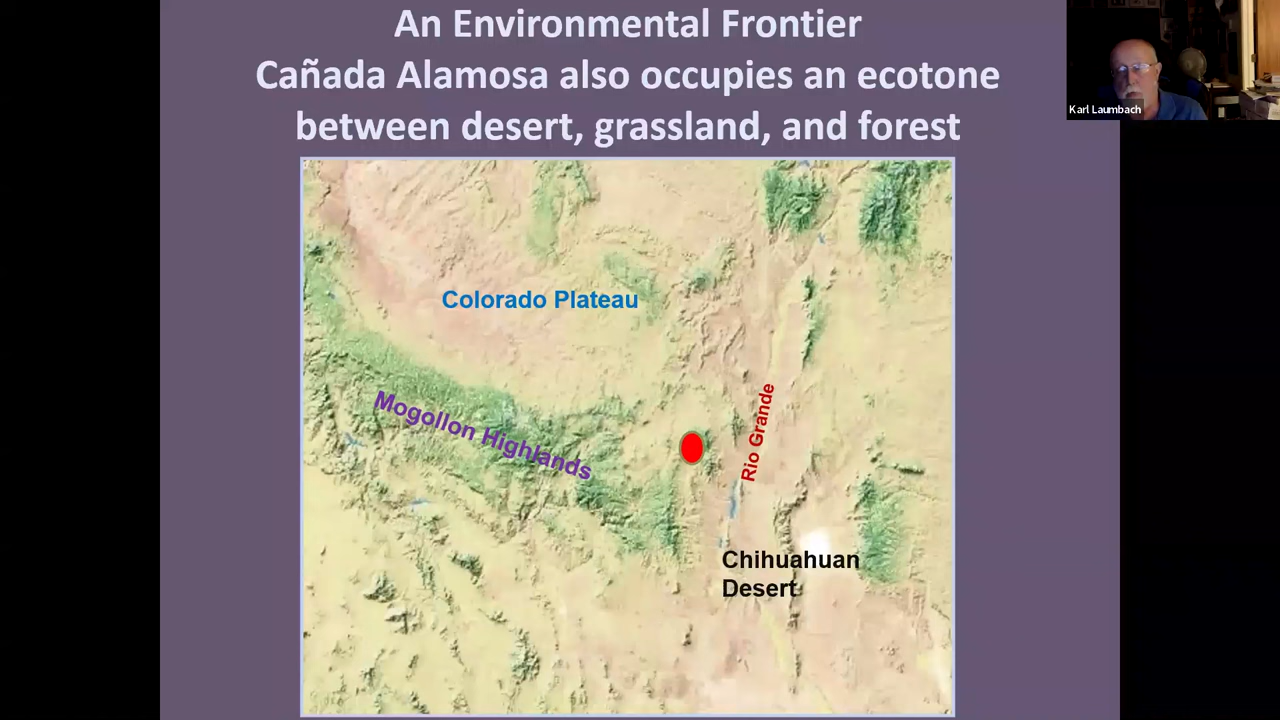 An Environmental Frontier
Cañada Alamosa also occupies an ecotone
between desert, grassland, and forest
Karl Laumbach
Colorado Plateau
Mogollon Highlands
Rio Grande
Chihuahuan
Desert